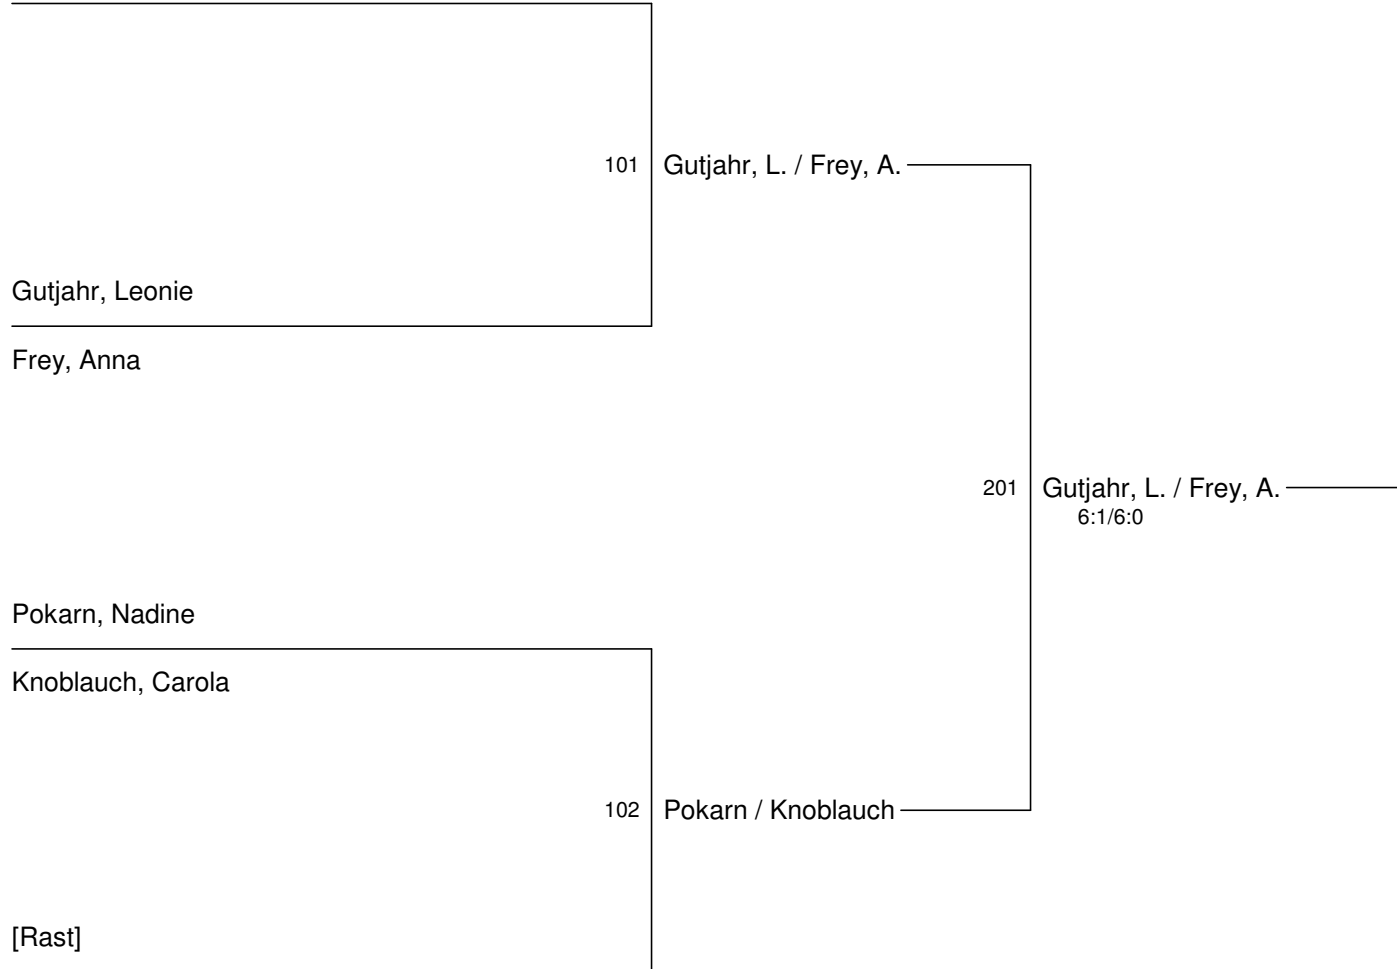 101
Gutjahr, L. / Frey, A.
Gutjahr, Leonie
Frey, Anna
201
Gutjahr, L. / Frey, A.
6:1/6:0
Pokarn, Nadine
Knoblauch, Carola
102
Pokarn / Knoblauch
[Rast]